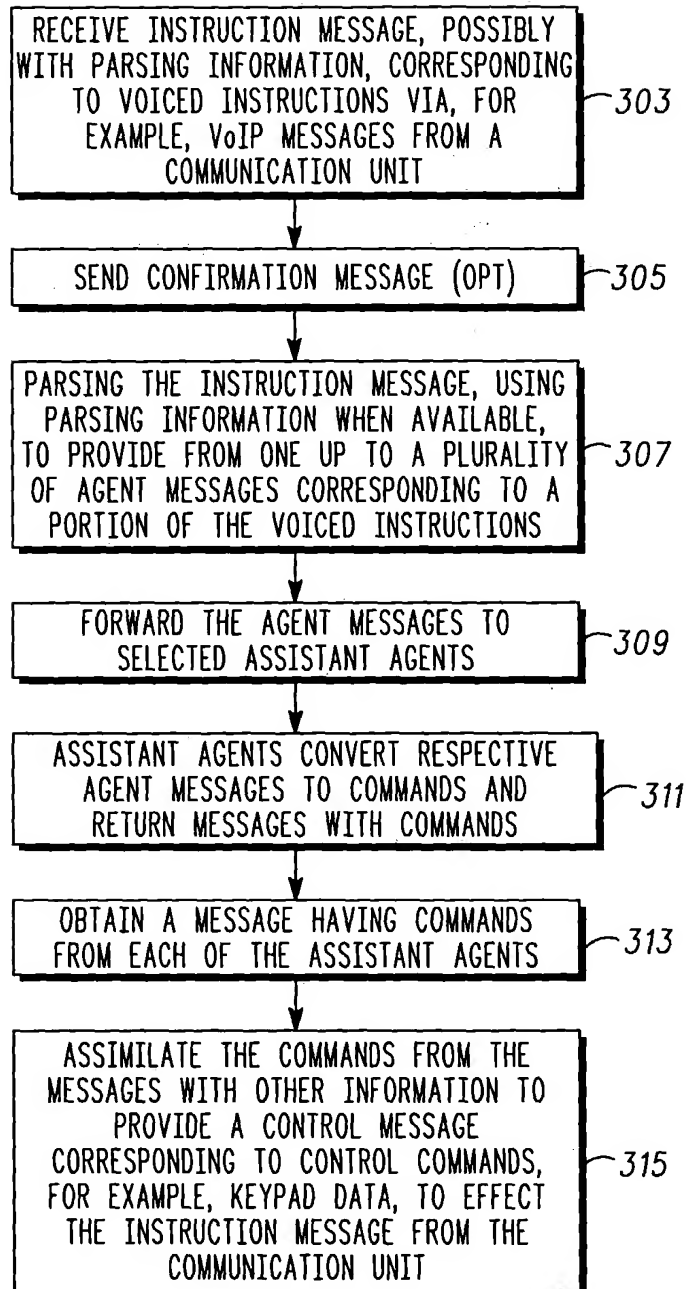 RECEIVE INSTRUCTION MESSAGE, POSSIBLY
WITH PARSING INFORMATION, CORRESPONDING
TO VOICED INSTRUCTIONS VIA, FOR
EXAMPLE, VoIP MESSAGES FROM A
COMMUNICATION UNIT
303
SEND CONFIRMATION MESSAGE (OPT)
305
PARSING THE INSTRUCTION MESSAGE, USING
PARSING INFORMATION WHEN AVAILABLE,
TO PROVIDE FROM ONE UP TO A PLURALITY
OF AGENT MESSAGES CORRESPONDING TO A
PORTION OF THE VOICED INSTRUCTIONS
307
FORWARD THE AGENT MESSAGES TO
SELECTED ASSISTANT AGENTS
309
ASSISTANT AGENTS CONVERT RESPECTIVE
AGENT MESSAGES TO COMMANDS AND
RETURN MESSAGES WITH COMMANDS
311
OBTAIN A MESSAGE HAVING COMMANDS
FROM EACH OF THE ASSISTANT AGENTS
313
ASSIMILATE THE COMMANDS FROM THE
MESSAGES WITH OTHER INFORMATION TO
PROVIDE A CONTROL MESSAGE
CORRESPONDING TO CONTROL COMMANDS,
FOR EXAMPLE, KEYPAD DATA, TO EFFECT
THE INSTRUCTION MESSAGE FROM THE
COMMUNICATION UNIT
315